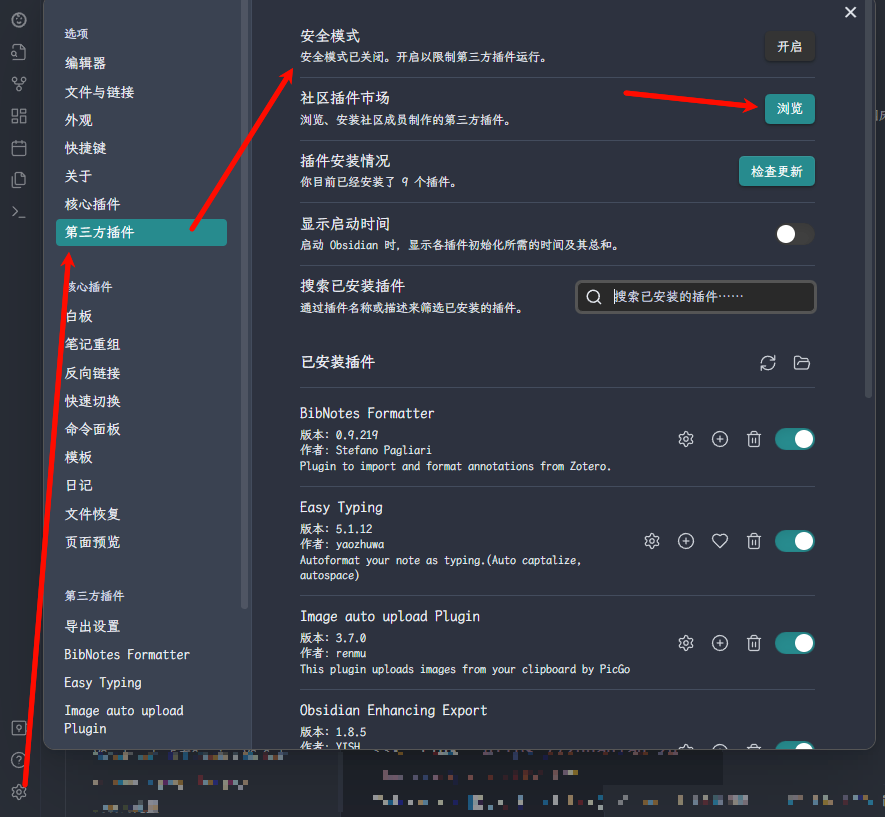 选项
编辑器
文件与链接
外观
快捷键
关于
核心插件
第三方插件
核心插件
白板
笔记重组
反向链接
快速切换
命令面板
模板
日记
文件恢复
页面预览
第三方插件
导出设置
BibNotes Formatter
Easy Typing
Image auto upload
Plugin
安全模式
安全模式已关闭。开启以限制第三方插件运行。
开启
社区插件市场
浏览、安装社区成员制作的第三方插件。
浏览
插件安装情况
你目前已经安装了 9 个插件。
检查更新
显示启动时间
启动 Obsidian 时，显示各插件初始化所需的时间及其总和。
搜索已安装插件
通过插件名称或描述来筛选已安装的插件。
搜索已安装的插件……
已安装插件
BibNotes Formatter
版本：0.9.219
作者：Stefano Pagliari
Plugin to import and format annotations from Zotero.
Easy Typing
版本：5.1.12
作者：yaozhuwa
Autoformat your note as typing.(Auto captalize,
autospace)
Image auto upload Plugin
版本：3.7.0
作者：renmu
This plugin uploads images from your clipboard by PicGo
Obsidian Enhancing Export
版本：1.8.5
作者：YISH